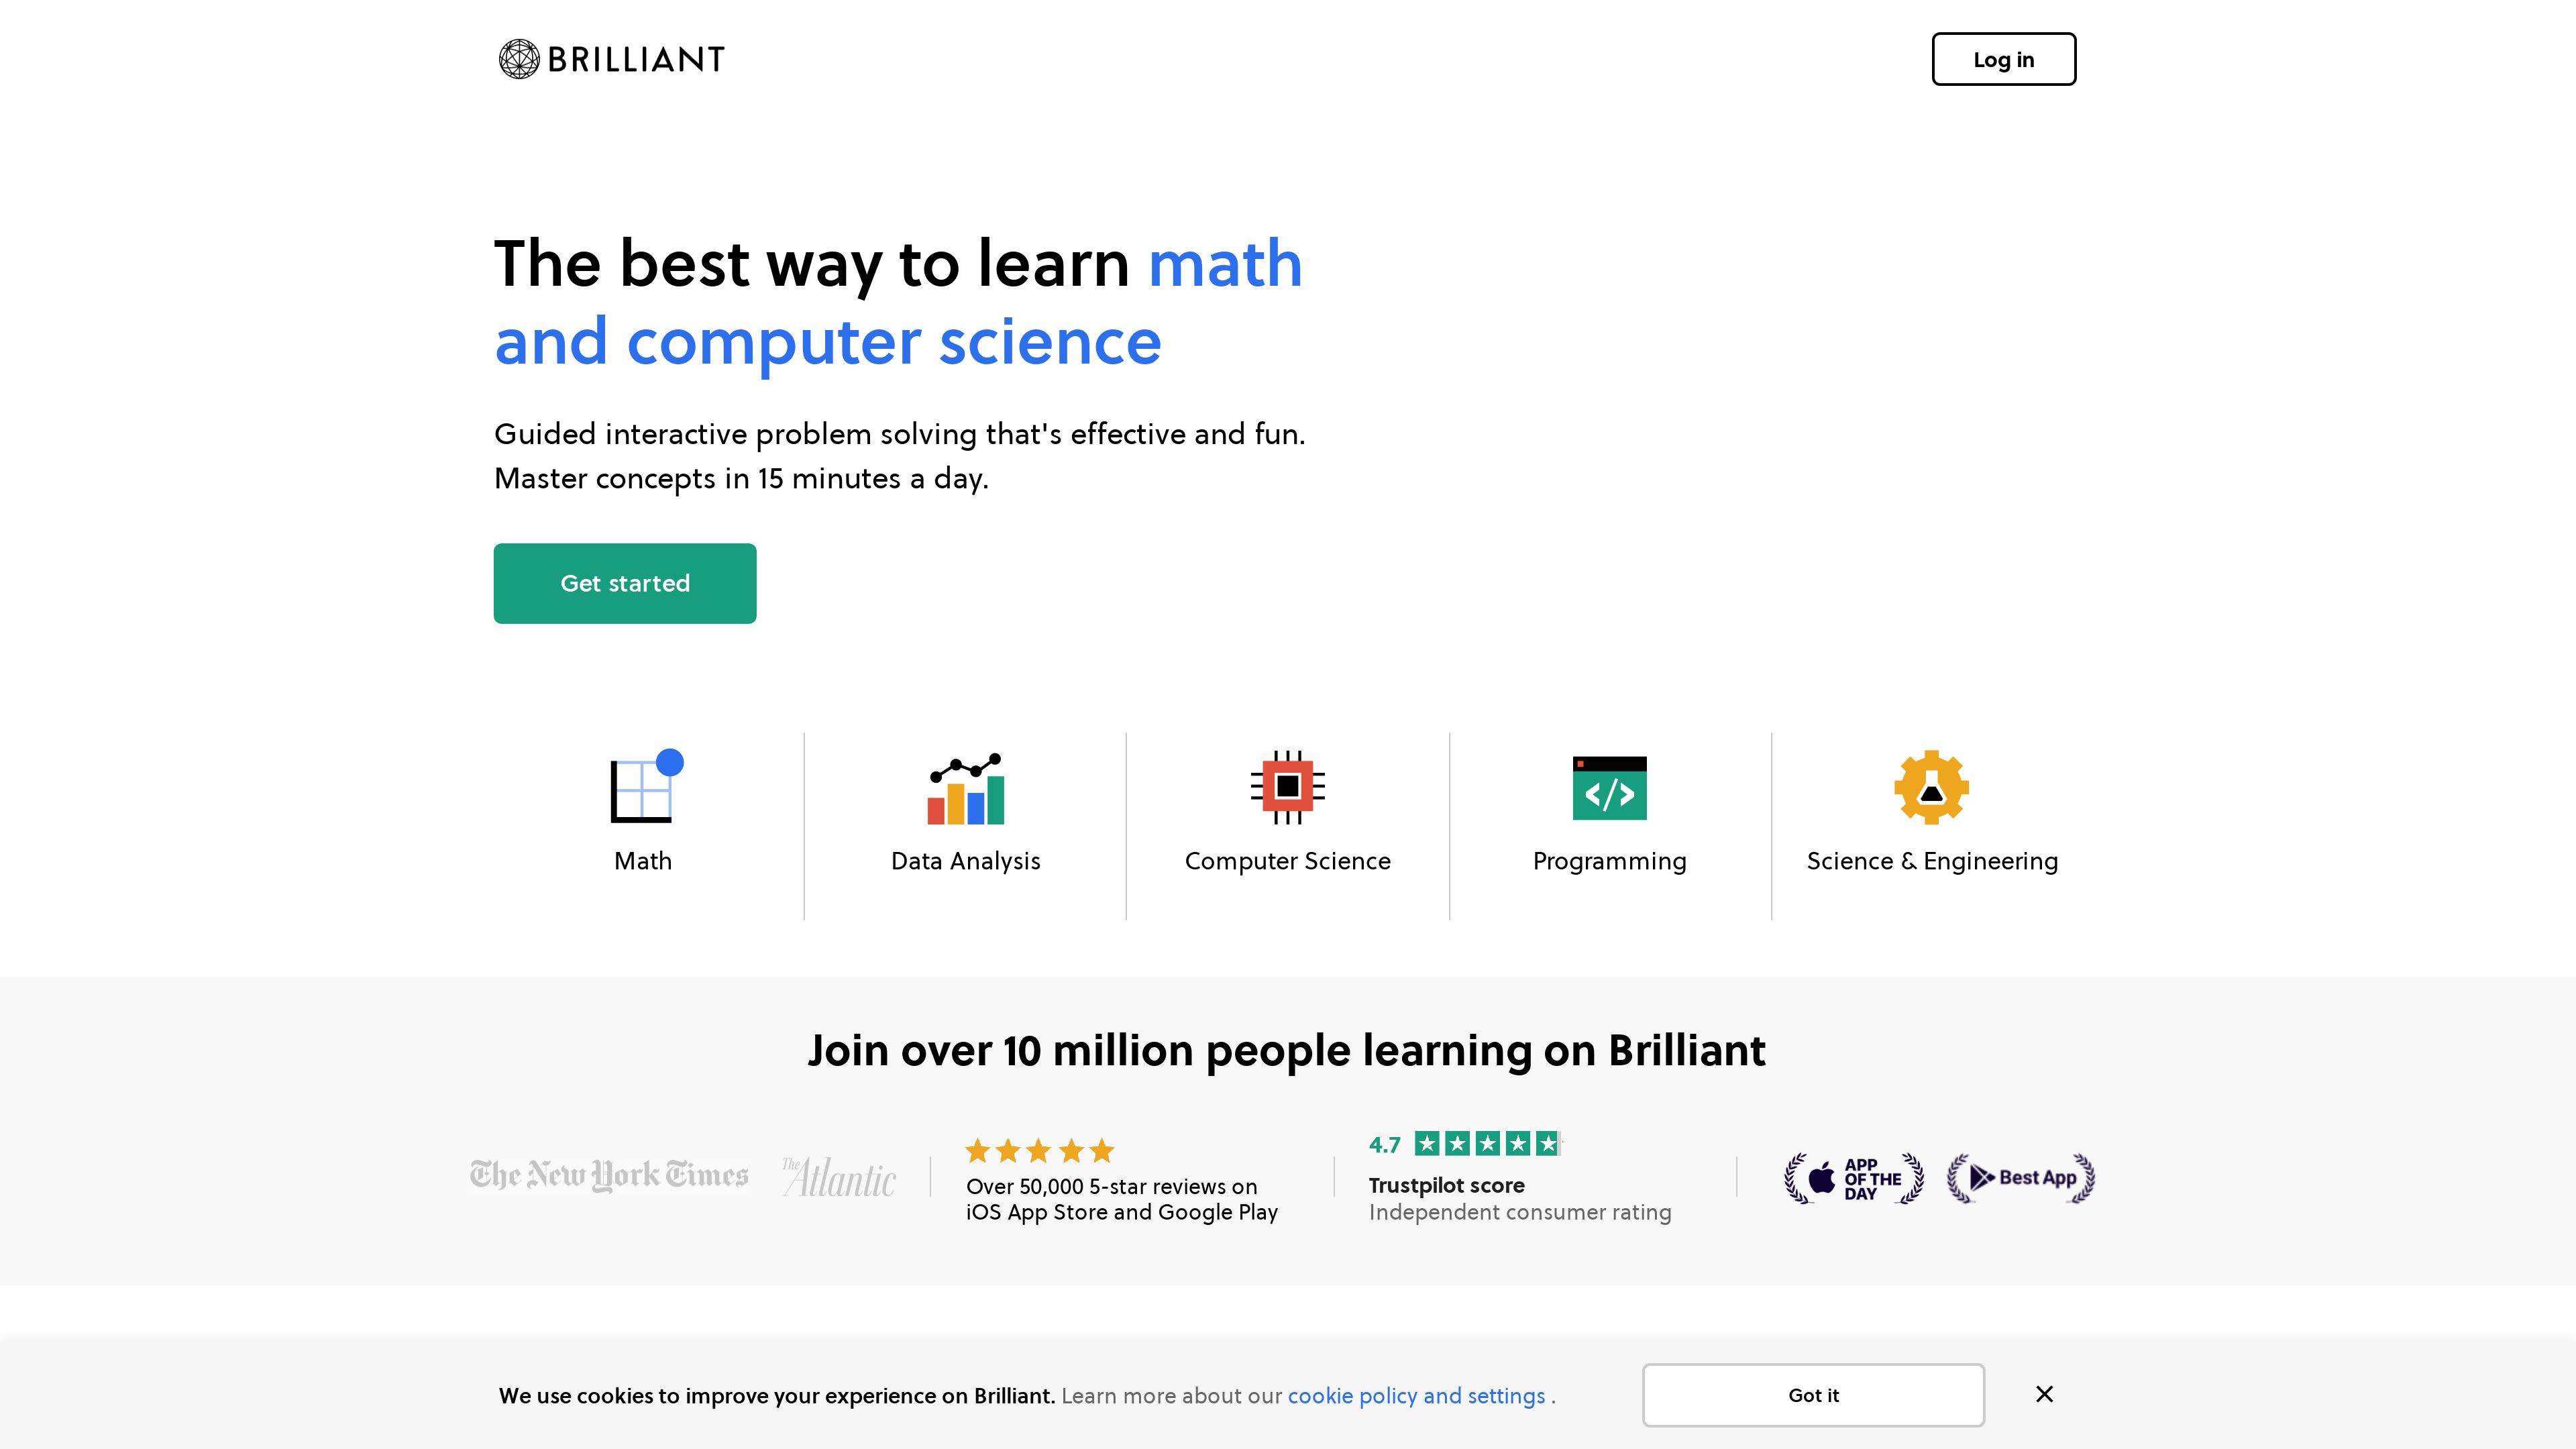 BRILLIANT
Log in
The best way to learn math
and computer science
Guided interactive problem solving that's effective and fun.
Master concepts in 15 minutes a day.
Get started
Math
Data Analysis
Computer Science
</>
Programming
Science & Engineering
Join over 10 million people learning on Brilliant
The New York Times
The Atlantic
Over 50,000 5-star reviews on
iOS App Store and Google Play
4.7
Trustpilot score
Independent consumer rating
APP
OF THE
DAY
Best App
We use cookies to improve your experience on Brilliant. Learn more about our cookie policy and settings .
Got it